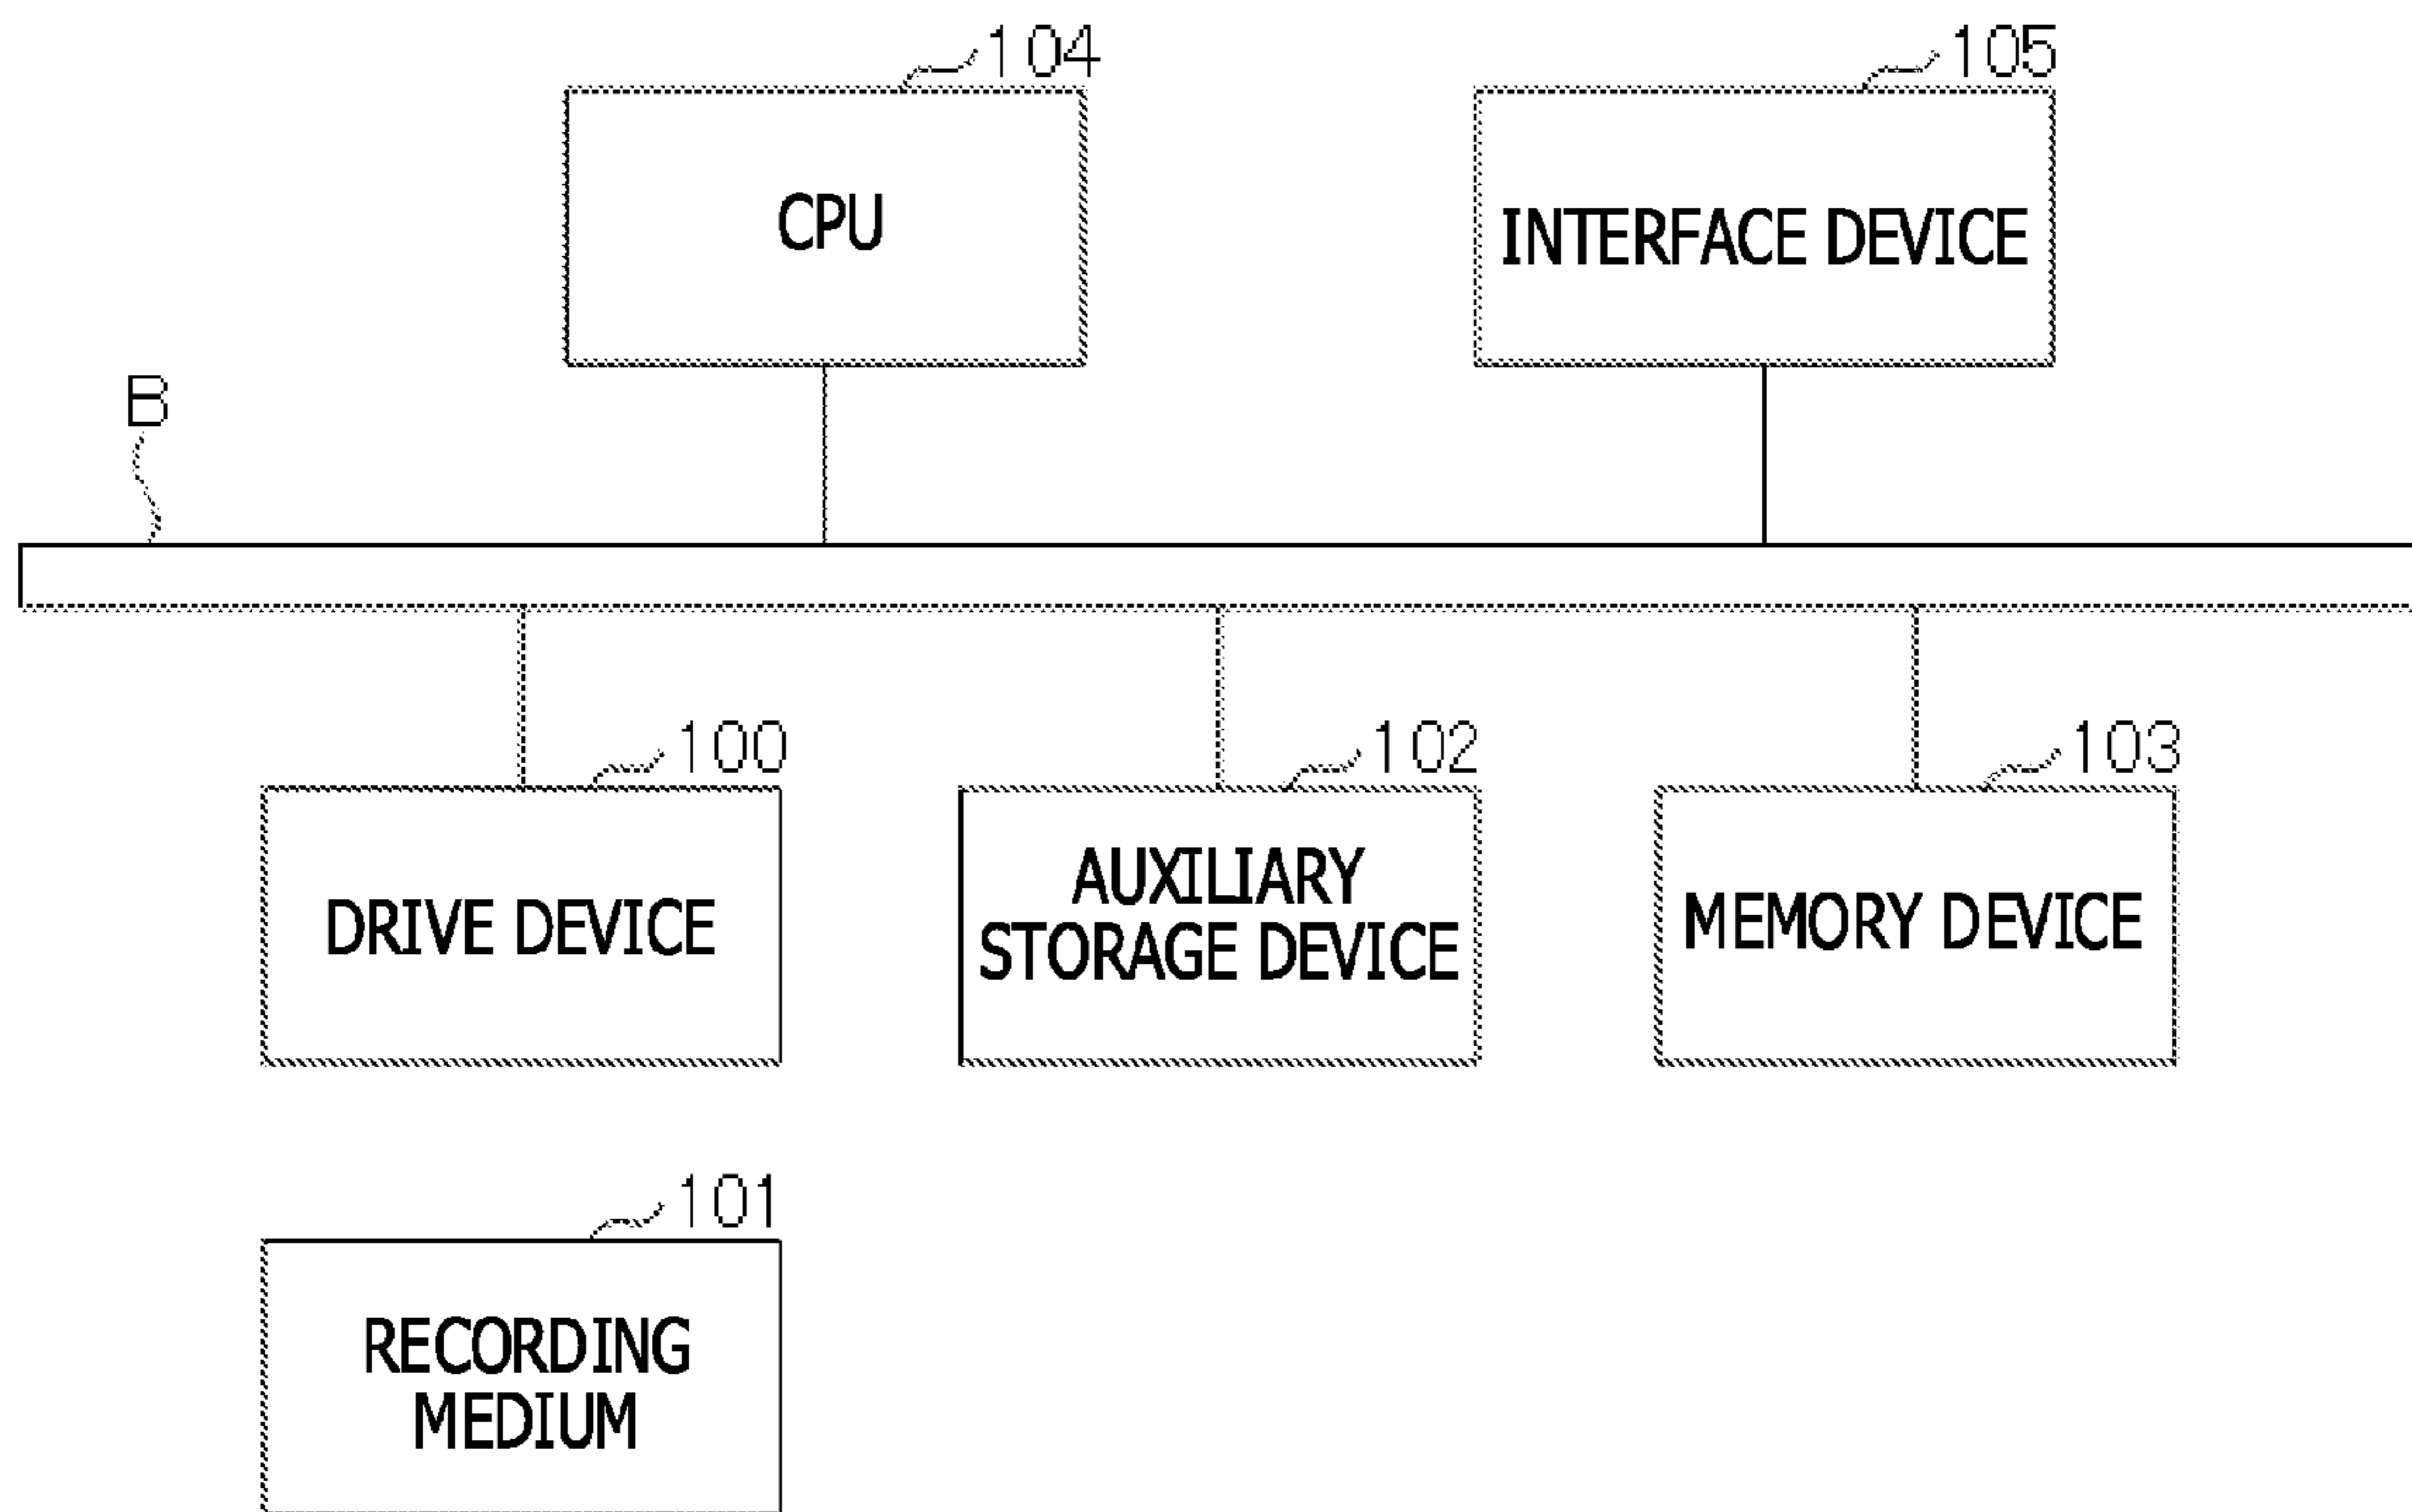 104
105
CPU
INTERFACE DEVICE
B
100
102
103
DRIVE DEVICE
AUXILIARY
STORAGE DEVICE
MEMORY DEVICE
101
RECORDING
MEDIUM